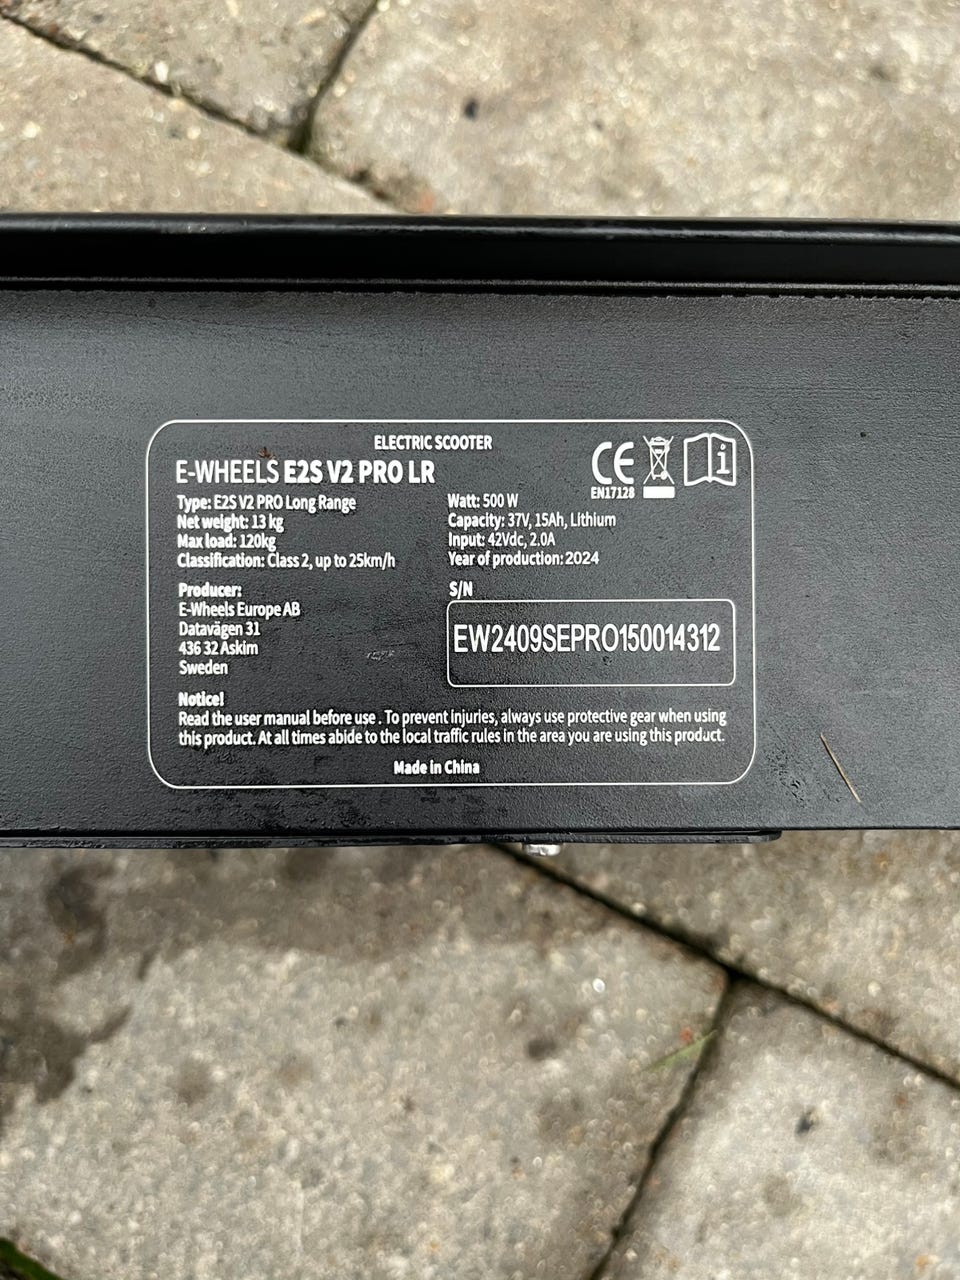 ELECTRIC SCOOTER
E-WHEELS E2S V2 PRO LR
CE
EN17128
i
Type: E2S V2 PRO Long Range
Net weight: 13 kg
Max load: 120kg
Classification: Class 2, up to 25km/h
Watt: 500 W
Capacity: 37V, 15Ah, Lithium
Input: 42Vdc, 2.0A
Year of production: 2024
Producer:
E-Wheels Europe AB
Datavägen 31
436 32 Askim
Sweden
S/N
EW2409SEPRO150014312
Notice!
Read the user manual before use . To prevent injuries, always use protective gear when using
this product. At all times abide to the local traffic rules in the area you are using this product.
Made in China